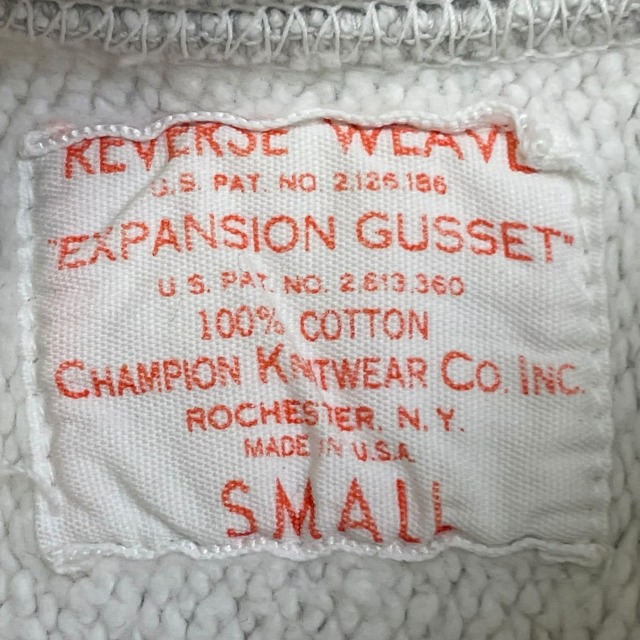 REVERSE WEAVE
U.S. PAT. NO 2.126.186
"EXPANSION GUSSET"
U.S. PAT. NO. 2.613.360
100% COTTON
CHAMPION KNITWEAR CO. INC.
ROCHESTER, N.Y.
MADE IN U.S.A.
SMALL